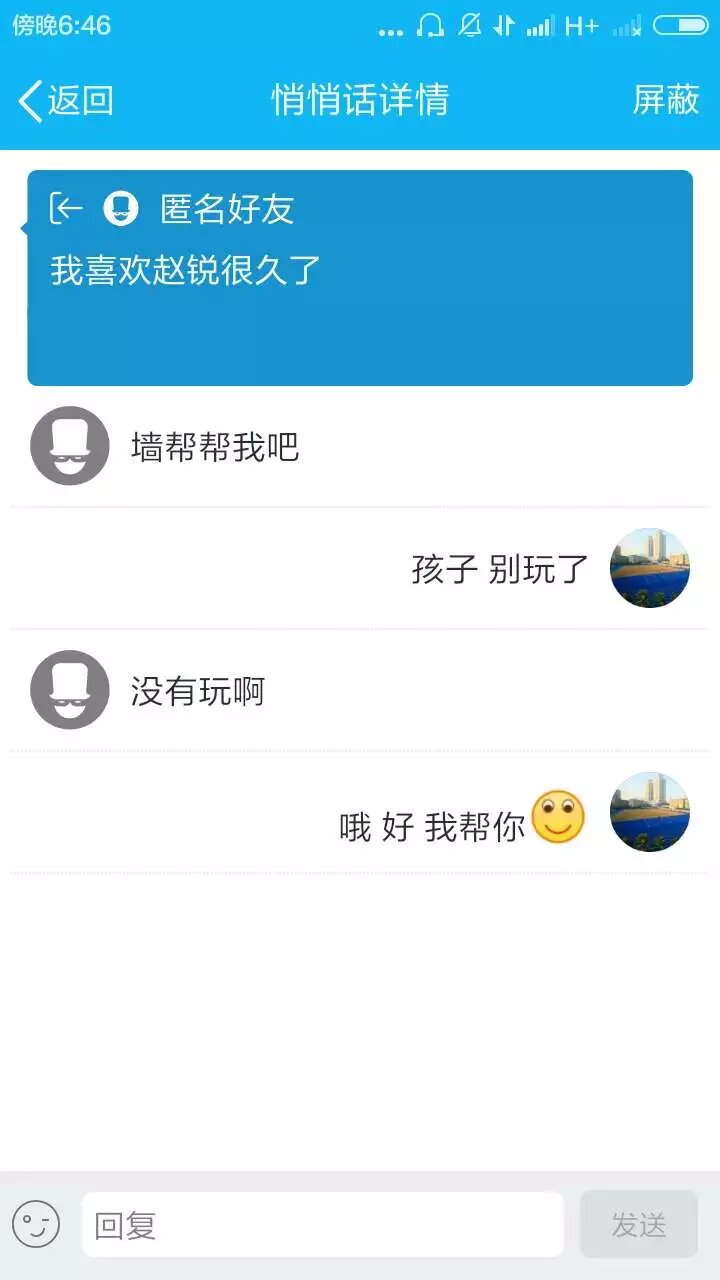 傍晚6:46
H+
返回
悄悄话详情
屏蔽
匿名好友
我喜欢赵锐很久了
墙帮帮我吧
孩子 别玩了
没有玩啊
哦 好 我帮你
回复
发送